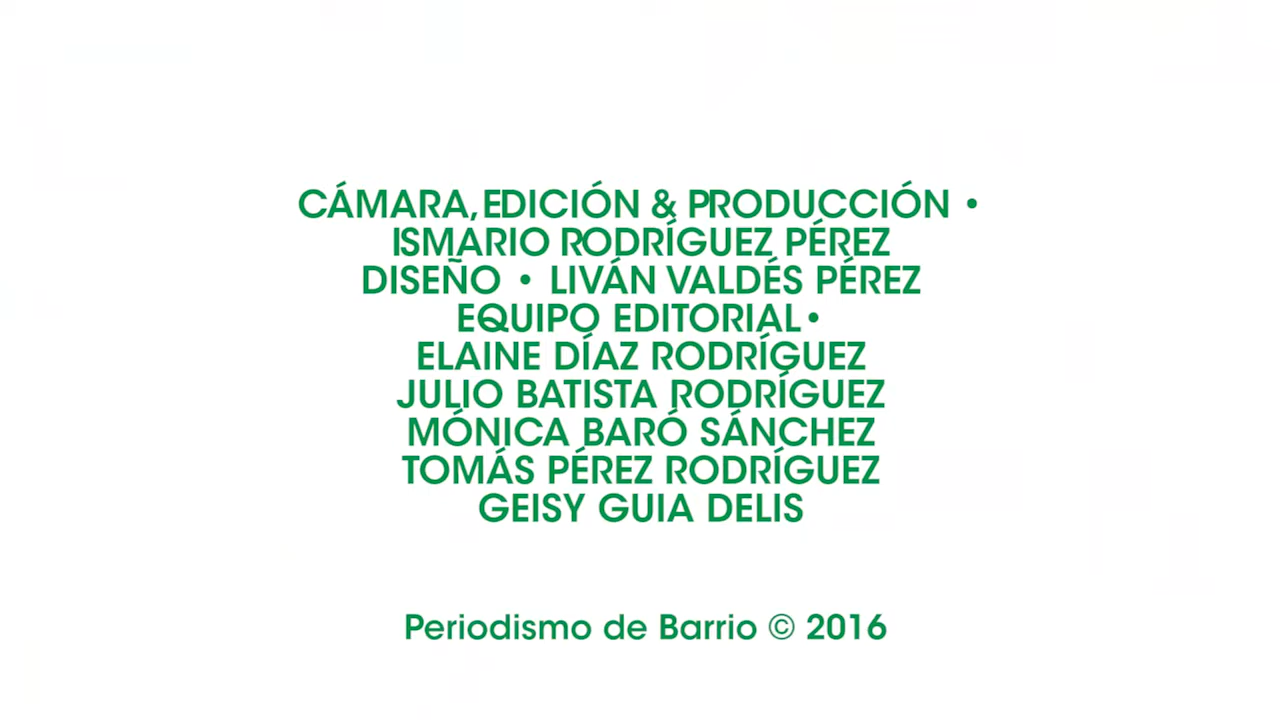 CÁMARA, EDICIÓN & PRODUCCIÓN •
ISMARIO RODRÍGUEZ PÉREZ
DISEÑO • LIVÁN VALDÉS PÉREZ
EQUIPO EDITORIAL •
ELAINE DÍAZ RODRÍGUEZ
JULIO BATISTA RODRÍGUEZ
MÓNICA BARÓ SÁNCHEZ
TOMÁS PÉREZ RODRÍGUEZ
GEISY GUIA DELIS
Periodismo de Barrio © 2016